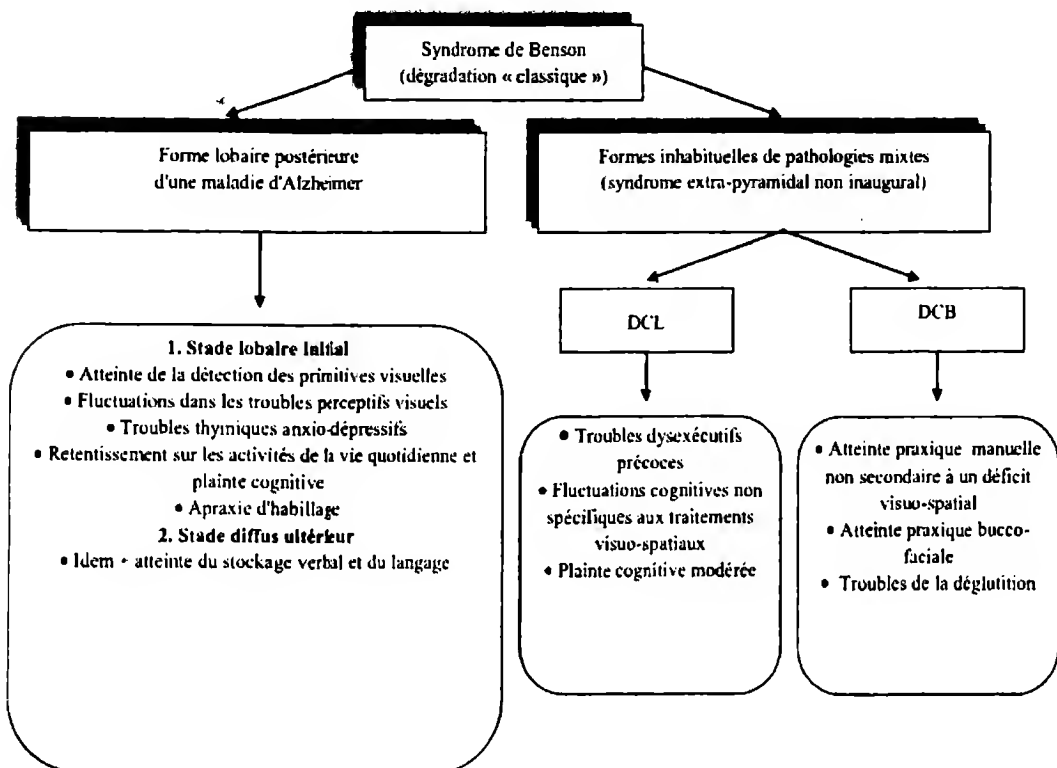 Syndrome de Benson
(dégradation « classique »)
Forme lobaire postérieure
d'une maladie d'Alzheimer
Formes inhabituelles de pathologies mixtes
(syndrome extra-pyramidal non inaugural)
DCL
DCB
1. Stade lobaire initial
• Atteinte de la détection des primitives visuelles
• Fluctuations dans les troubles perceptifs visuels
• Troubles thymiques anxio-dépressifs
• Retentissement sur les activités de la vie quotidienne et
plainte cognitive
• Apraxie d'habillage
2. Stade diffus ultérieur
• Idem + atteinte du stockage verbal et du langage
• Troubles dysexécutifs
précoces
• Fluctuations cognitives non
spécifiques aux traitements
visuo-spatiaux
• Plainte cognitive modérée
• Atteinte praxique manuelle
non secondaire à un déficit
visuo-spatial
• Atteinte praxique bucco-
faciale
• Troubles de la déglutition